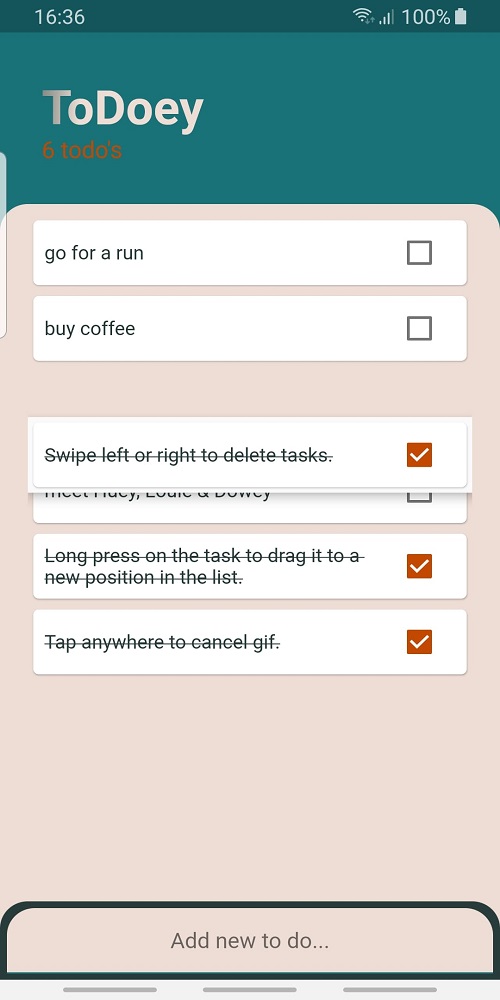 16:36
100%
ToDoey
6 todo's
go for a run
buy coffee
Swipe left or right to delete tasks.
meet Huey, Louie & Dowey
Long press on the task to drag it to a
new position in the list.
Tap anywhere to cancel gif.
Add new to do...